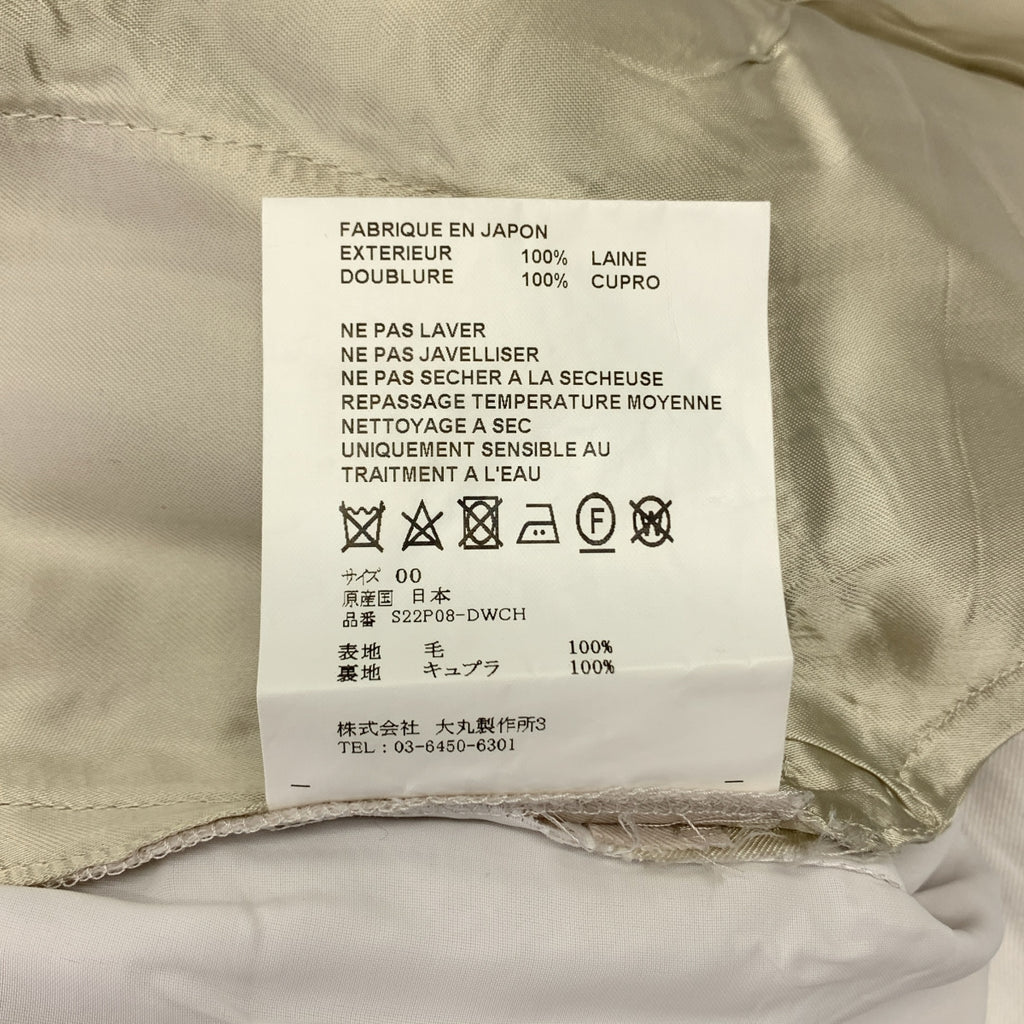 FABRIQUE EN JAPON
EXTERIEUR 100% LAINE
DOUBLURE 100% CUPRO
NE PAS LAVER
NE PAS JAVELLISER
NE PAS SECHER A LA SECHEUSE
REPASSAGE TEMPERATURE MOYENNE
NETTOYAGE A SEC
UNIQUEMENT SENSIBLE AU
TRAITMENT A L'EAU
F W
サイズ 00
原産国 日本
品番 S22P08-DWCH
表地 毛 100%
裏地 キュプラ 100%
株式会社 大丸製作所3
TEL : 03-6450-6301